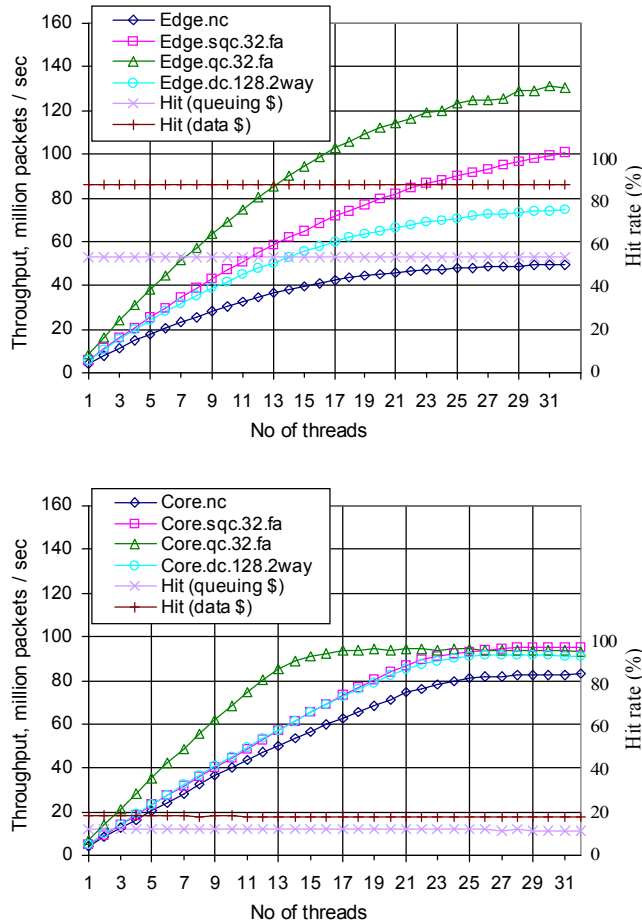 160
140
120
100
80
60
40
20
0
Throughput, million packets / sec
Edge.nc
Edge.sqc.32.fa
Edge.qc.32.fa
Edge.dc.128.2way
Hit (queuing $)
Hit (data $)
100
80
60
40
20
0
Hit rate (%)
1 3 5 7 9 11 13 15 17 19 21 23 25 27 29 31
No of threads
160
140
120
100
80
60
40
20
0
Throughput, million packets / sec
Core.nc
Core.sqc.32.fa
Core.qc.32.fa
Core.dc.128.2way
Hit (queuing $)
Hit (data $)
100
80
60
40
20
0
Hit rate (%)
1 3 5 7 9 11 13 15 17 19 21 23 25 27 29 31
No of threads